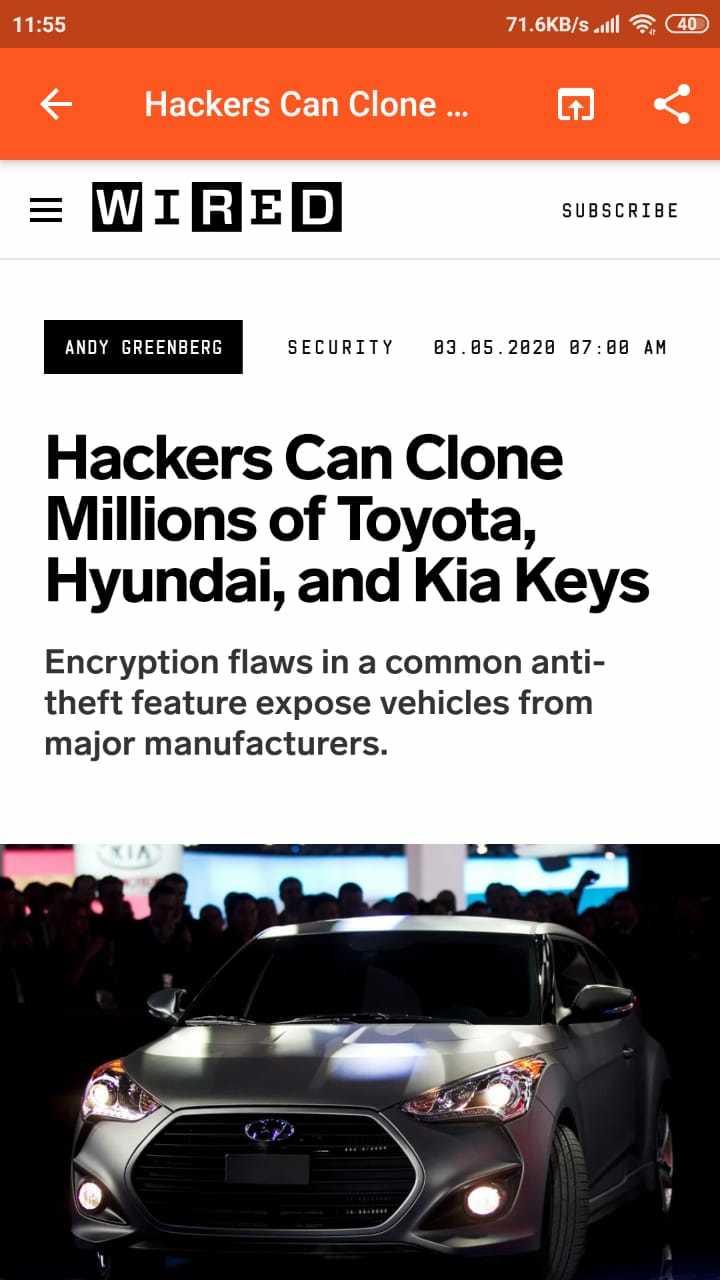 11:55 71.6KB/s 40
Hackers Can Clone ...
WIRED SUBSCRIBE
ANDY GREENBERG SECURITY 03.05.2020 07:00 AM
Hackers Can Clone
Millions of Toyota,
Hyundai, and Kia Keys
Encryption flaws in a common anti-
theft feature expose vehicles from
major manufacturers.
KIA